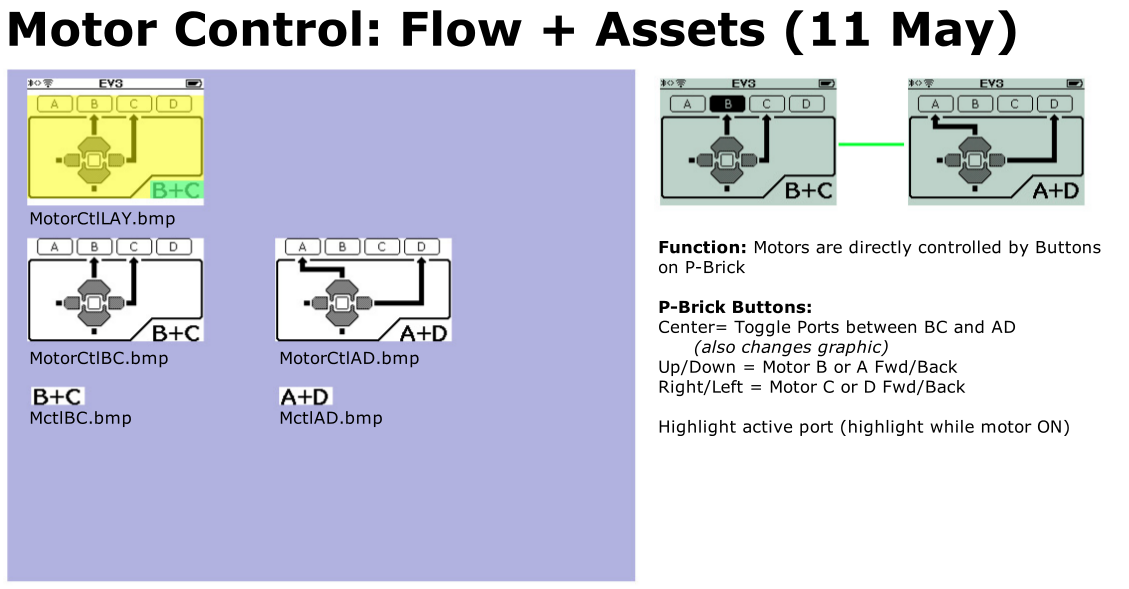 Motor Control: Flow + Assets (11 May)
EV3
A B C D
B+C
MotorCtlLAY.bmp
A B C D
B+C
MotorCtlBC.bmp
A B C D
A+D
MotorCtlAD.bmp
B+C
MctlBC.bmp
A+D
MctlAD.bmp
EV3
A B C D
B+C
EV3
A B C D
A+D
Function: Motors are directly controlled by Buttons
on P-Brick
P-Brick Buttons:
Center= Toggle Ports between BC and AD
(also changes graphic)
Up/Down = Motor B or A Fwd/Back
Right/Left = Motor C or D Fwd/Back
Highlight active port (highlight while motor ON)